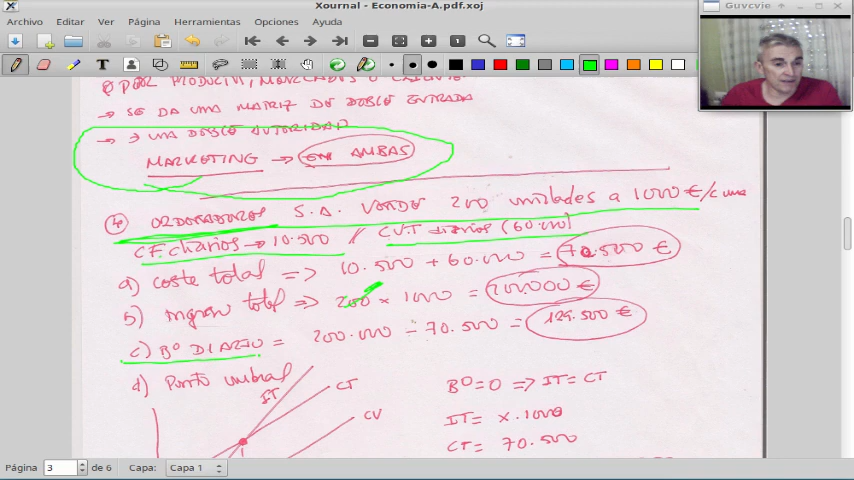 Xournal - Economia-A.pdf.xoj
Guvcvie
Archivo Editar Ver Página Herramientas Opciones Ayuda
→ SE DA UNA MATRIZ DE DOBLE ENTRADA
→ UNA DOBLE AUTORIDAD
MARKETING → AMBAS
4 ORDENADORES S.A. VENDE 200 unidades a 1000 €/c una
CF. diarios → 10.500 // C.V.T diarios (60.000)
a) Coste total => 10.500 + 60.000 = 70.500 €
b) Ingreso total => 200 x 1000 = 200.000 €
c) Bº DIARIO = 200.000 - 70.500 = 129.500 €
d) Punto umbral
IT
CT
CV
Bº=0 => IT=CT
IT= x.1000
CT= 70.500
Página 3 de 6 Capa: Capa 1